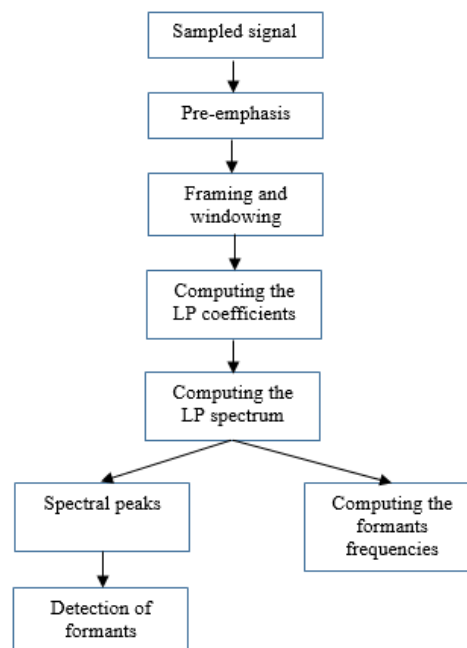 Sampled signal
Pre-emphasis
Framing and
windowing
Computing the
LP coefficients
Computing the
LP spectrum
Spectral peaks
Computing the
formants
frequencies
Detection of
formants